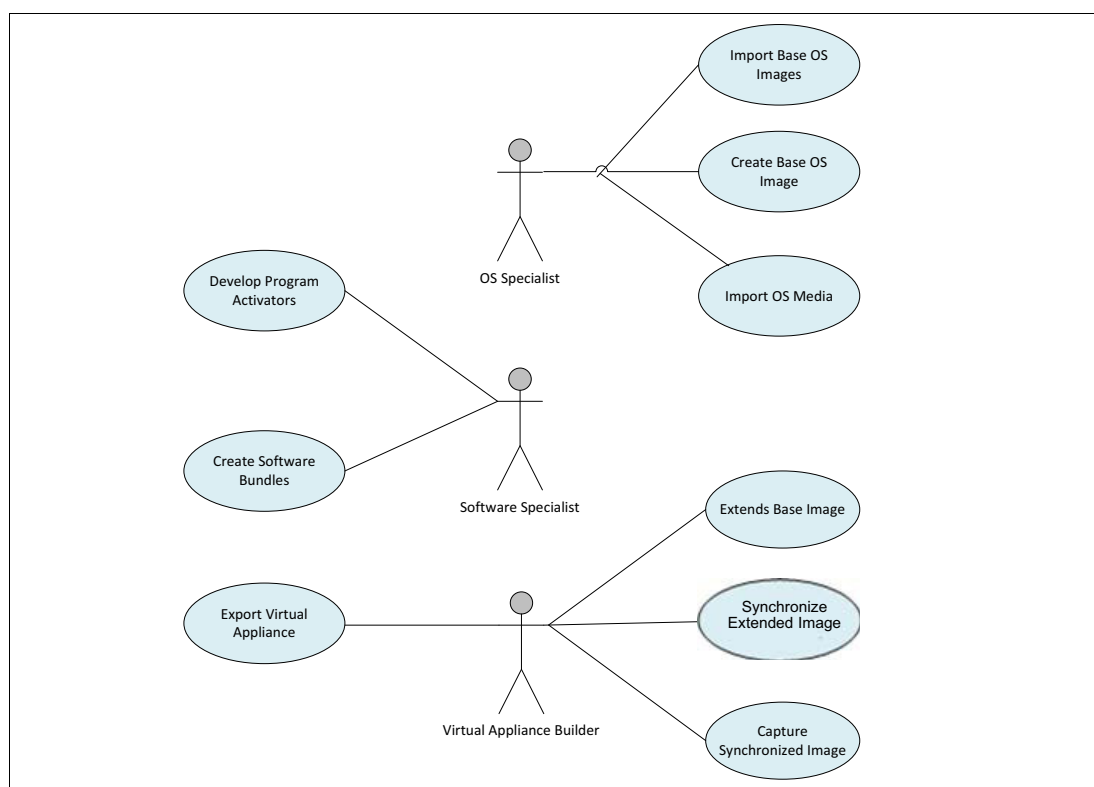 Import Base OS
Images
Create Base OS
Image
OS Specialist
Import OS Media
Develop Program
Activators
Create Software
Bundles
Software Specialist
Extends Base Image
Export Virtual
Appliance
Synchronize
Extended Image
Virtual Appliance Builder
Capture
Synchronized Image